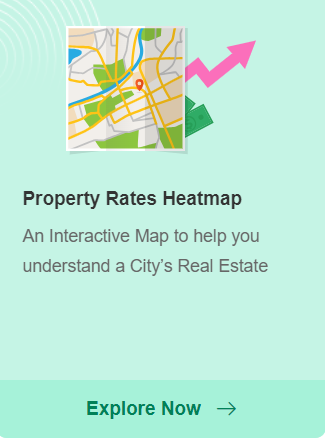 Property Rates Heatmap
An Interactive Map to help you
understand a City’s Real Estate
Explore Now